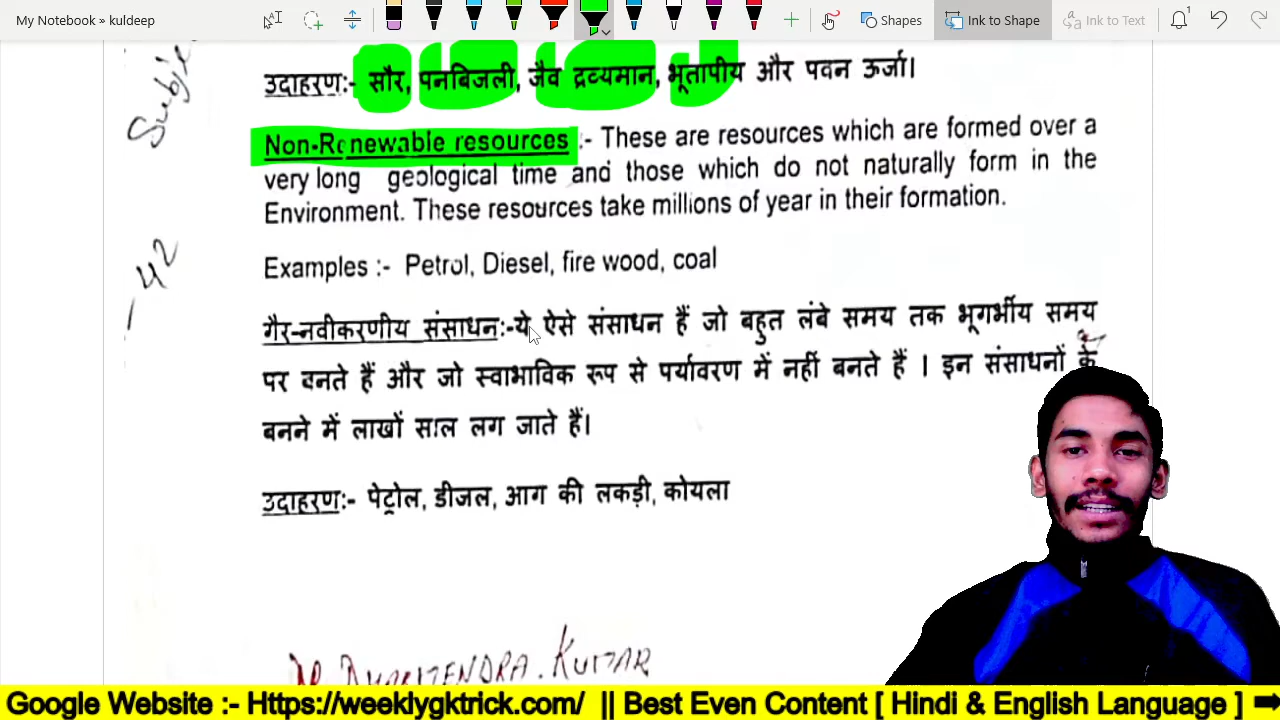 My Notebook » kuldeep
Shapes
Ink to Shape
Ink to Text
उदाहरण:- सौर, पनबिजली, जैव द्रव्यमान, भूतापीय और पवन ऊर्जा।
Non-Renewable resources :- These are resources which are formed over a
very long geological time and those which do not naturally form in the
Environment. These resources take millions of year in their formation.
-42
Examples :- Petrol, Diesel, fire wood, coal
गैर-नवीकरणीय संसाधन:-ये ऐसे संसाधन हैं जो बहुत लंबे समय तक भूगर्भीय समय
पर बनते हैं और जो स्वाभाविक रूप से पर्यावरण में नहीं बनते हैं । इन संसाधनों के
बनने में लाखों साल लग जाते हैं।
उदाहरण:- पेट्रोल, डीजल, आग की लकड़ी, कोयला
KUMAR
Google Website :- Https://weeklygktrick.com/ || Best Even Content [ Hindi & English Language ]